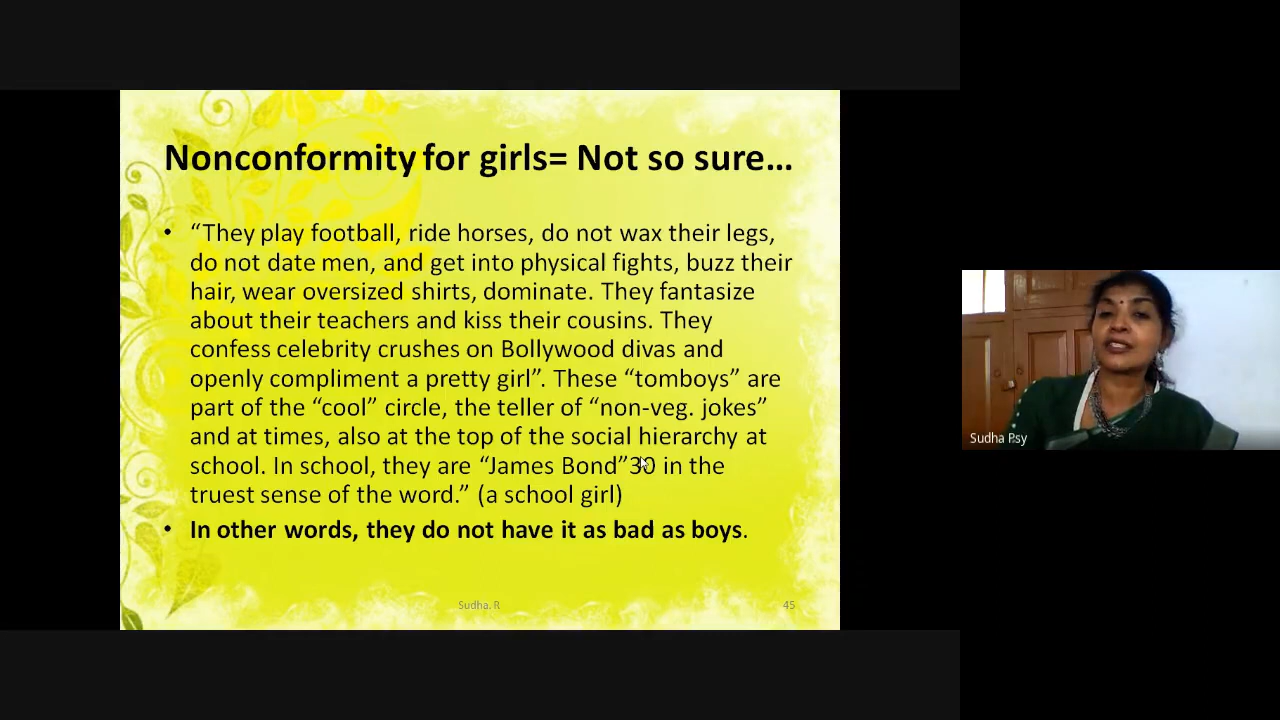 Nonconformity for girls= Not so sure…
• “They play football, ride horses, do not wax their legs,
do not date men, and get into physical fights, buzz their
hair, wear oversized shirts, dominate. They fantasize
about their teachers and kiss their cousins. They
confess celebrity crushes on Bollywood divas and
openly compliment a pretty girl”. These “tomboys” are
part of the “cool” circle, the teller of “non-veg. jokes”
and at times, also at the top of the social hierarchy at
school. In school, they are “James Bond”30 in the
truest sense of the word.” (a school girl)
• In other words, they do not have it as bad as boys.
Sudha. R
45
Sudha Psy